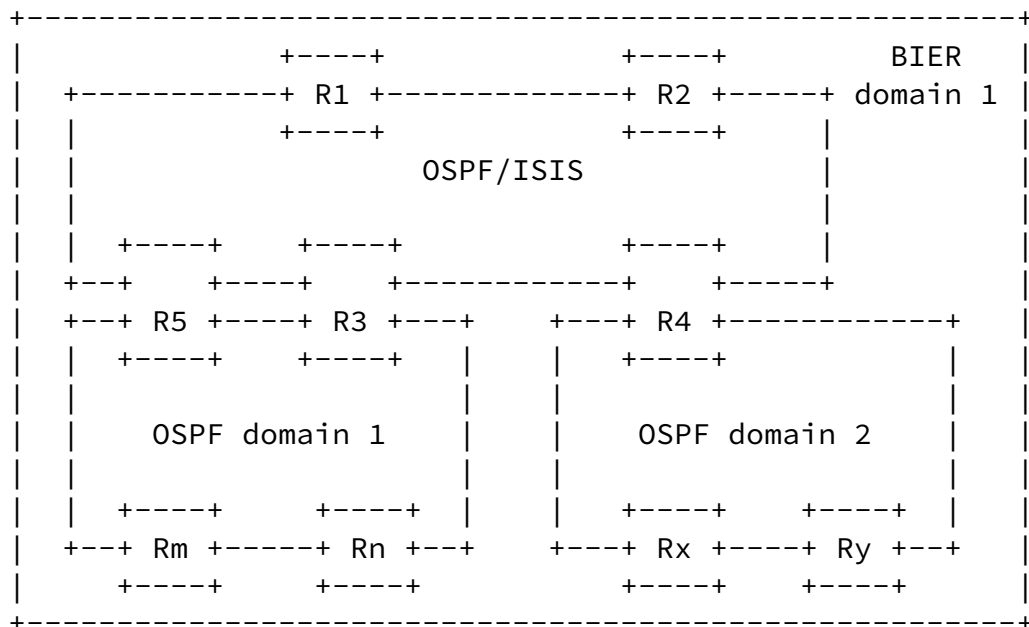 BIER
R1 R2 domain 1
OSPF/ISIS
R5 R3 R4
OSPF domain 1 OSPF domain 2
Rm Rn Rx Ry